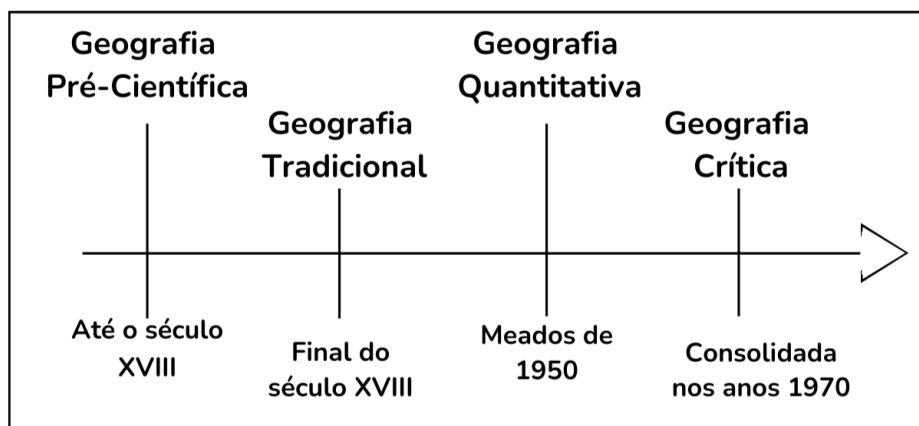 Geografia
Pré-Científica
Geografia
Tradicional
Geografia
Quantitativa
Geografia
Crítica
Até o século
XVIII
Final do
século XVIII
Meados de
1950
Consolidada
nos anos 1970